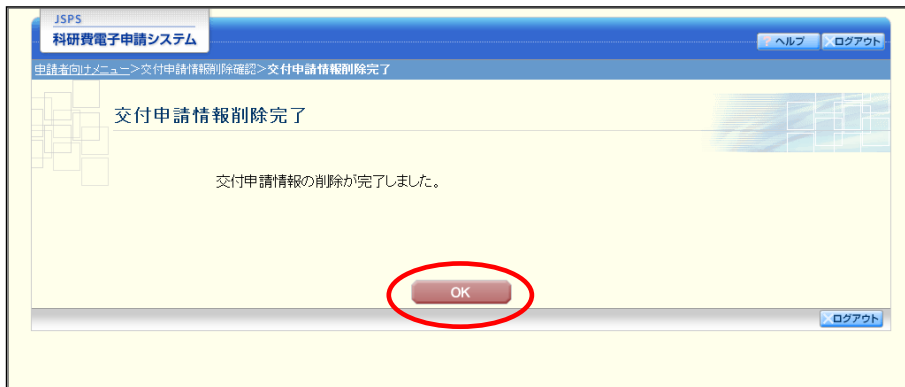 JSPS
科研費電子申請システム
? ヘルプ
×ログアウト
申請者向けメニュー>交付申請情報削除確認>交付申請情報削除完了
交付申請情報削除完了
交付申請情報の削除が完了しました。
OK
×ログアウト